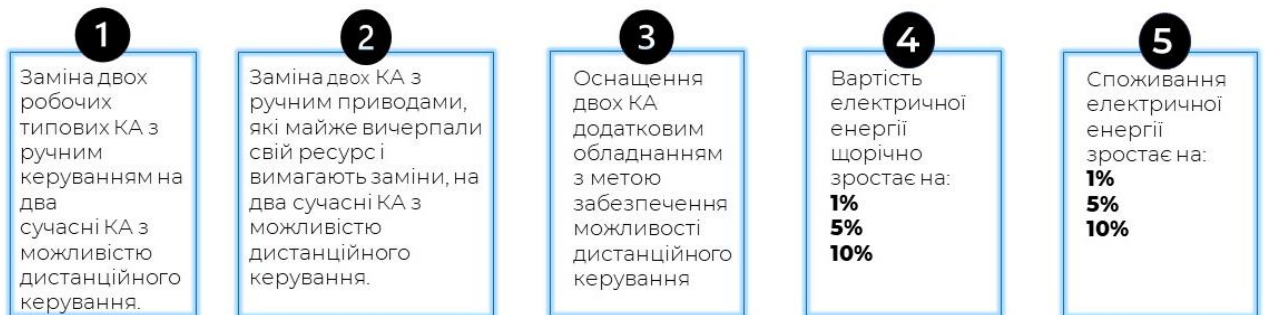 1
Заміна двох
робочих
типових КА з
ручним
керуванням на
два
сучасні КА з
можливістю
дистанційного
керування.
2
Заміна двох КА з
ручним приводами,
які майже вичерпали
свій ресурс і
вимагають заміни, на
два сучасні КА з
можливістю
дистанційного
керування.
3
Оснащення
двох КА
додатковим
обладнанням
з метою
забезпечення
можливості
дистанційного
керування
4
Вартість
електричної
енергії
щорічно
зростає на:
1%
5%
10%
5
Споживання
електричної
енергії
зростає на:
1%
5%
10%